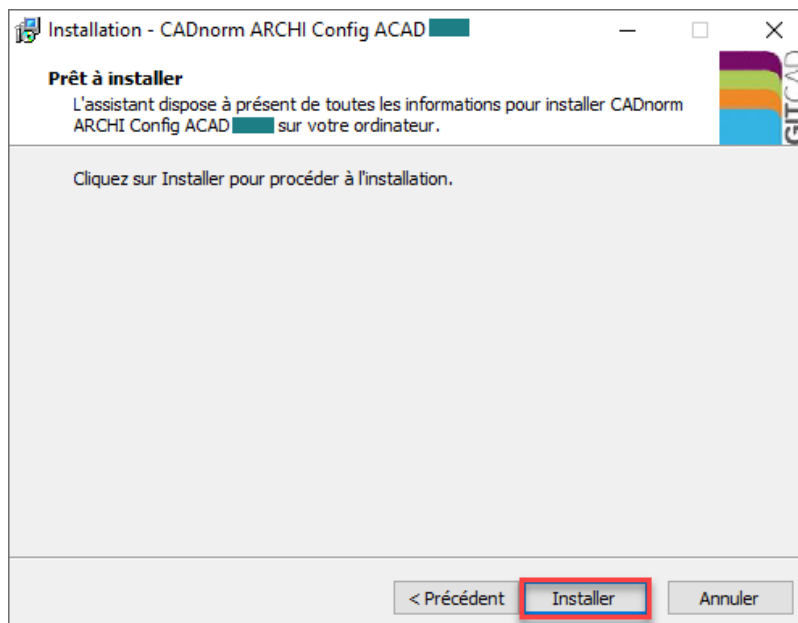 Installation - CADnorm ARCHI Config ACAD
Prêt à installer
L'assistant dispose à présent de toutes les informations pour installer CADnorm
ARCHI Config ACAD sur votre ordinateur.
GITCAD
Cliquez sur Installer pour procéder à l'installation.
< Précédent Installer Annuler